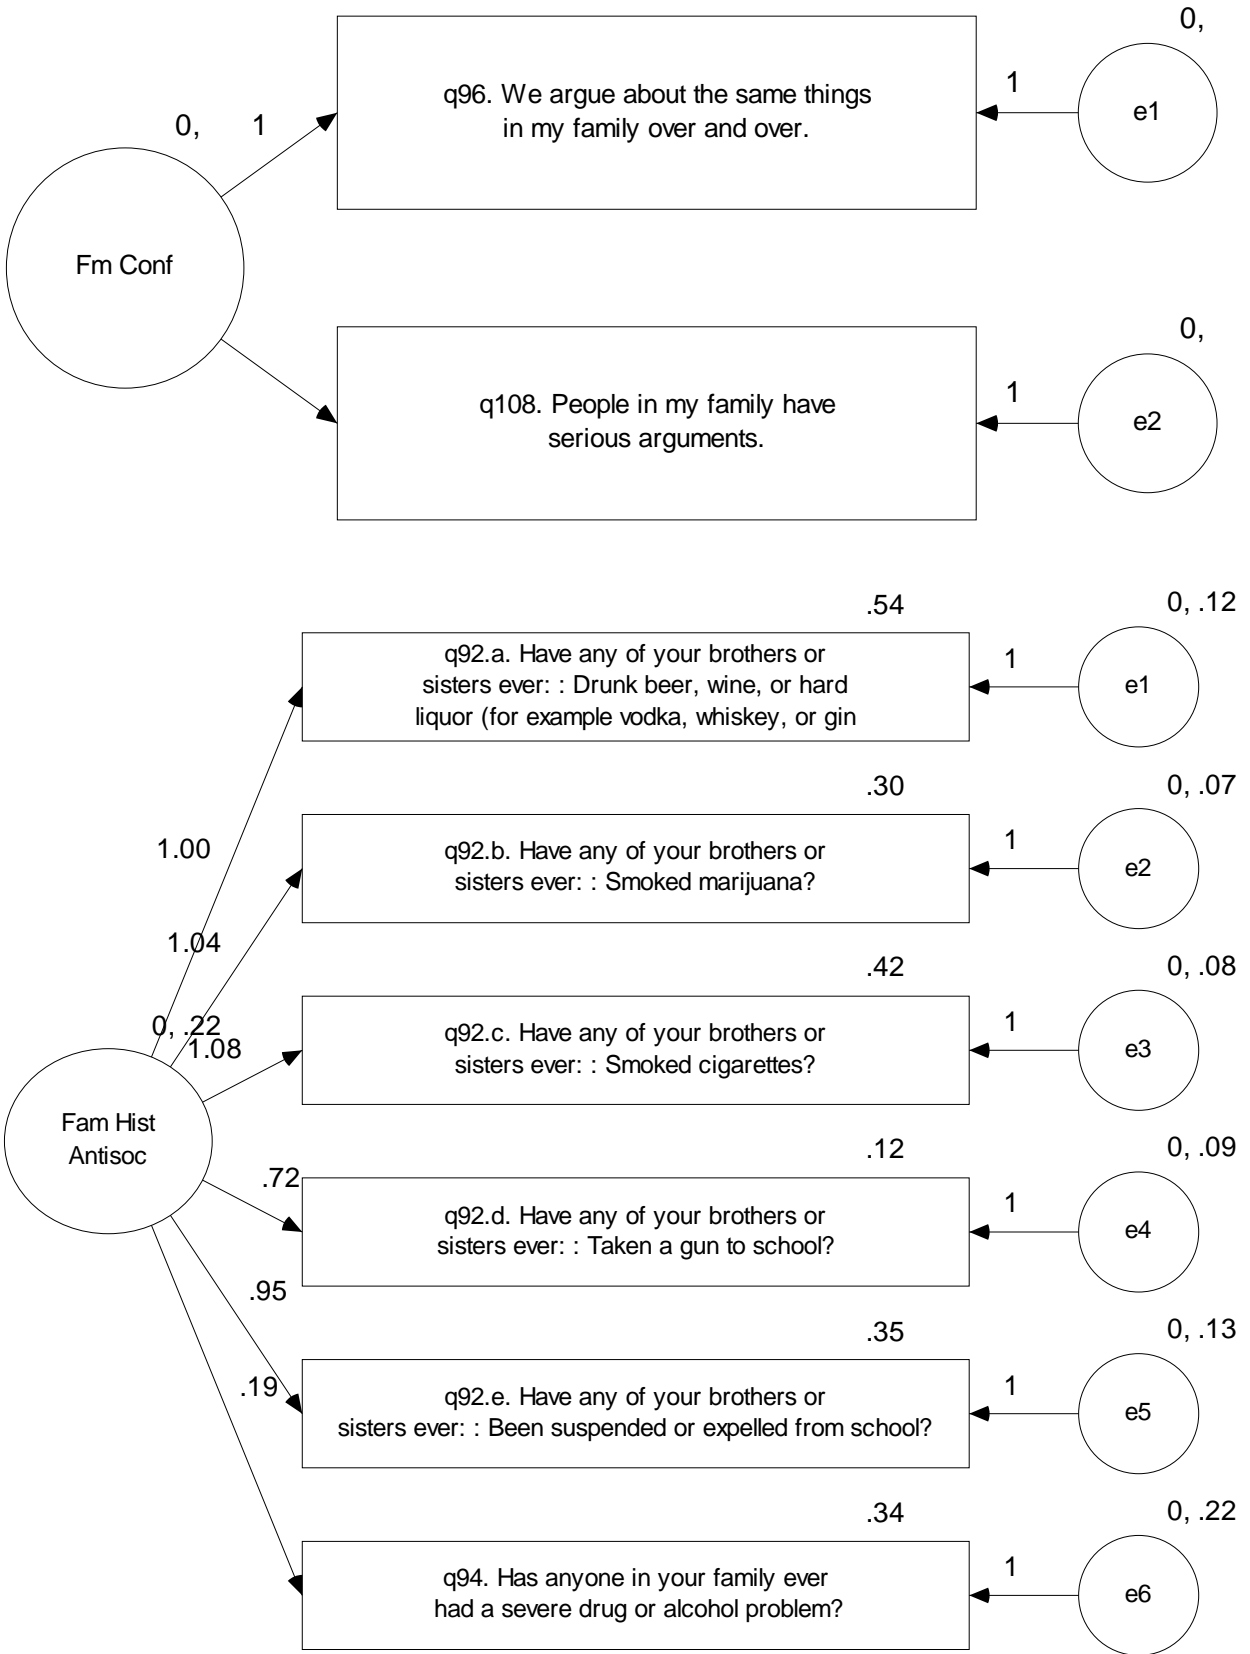 0,
q96. We argue about the same things
in my family over and over.
1
e1
0,
1
Fm Conf
0,
q108. People in my family have
serious arguments.
1
e2
.54
0, .12
q92.a. Have any of your brothers or
sisters ever: : Drunk beer, wine, or hard
liquor (for example vodka, whiskey, or gin
1
e1
.30
0, .07
1.00
q92.b. Have any of your brothers or
sisters ever: : Smoked marijuana?
1
e2
1.04
.42
0, .08
0, .22
1.08
q92.c. Have any of your brothers or
sisters ever: : Smoked cigarettes?
1
e3
Fam Hist
Antisoc
.12
0, .09
.72
q92.d. Have any of your brothers or
sisters ever: : Taken a gun to school?
1
e4
.95
.35
0, .13
.19
q92.e. Have any of your brothers or
sisters ever: : Been suspended or expelled from school?
1
e5
.34
0, .22
q94. Has anyone in your family ever
had a severe drug or alcohol problem?
1
e6